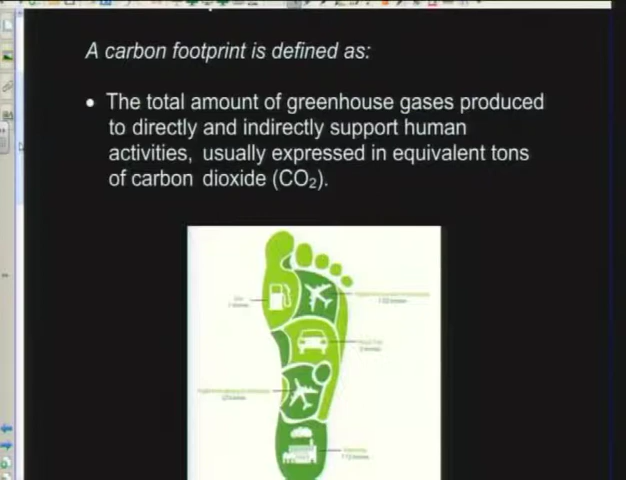 A carbon footprint is defined as:
• The total amount of greenhouse gases produced
to directly and indirectly support human
activities, usually expressed in equivalent tons
of carbon dioxide (CO₂).